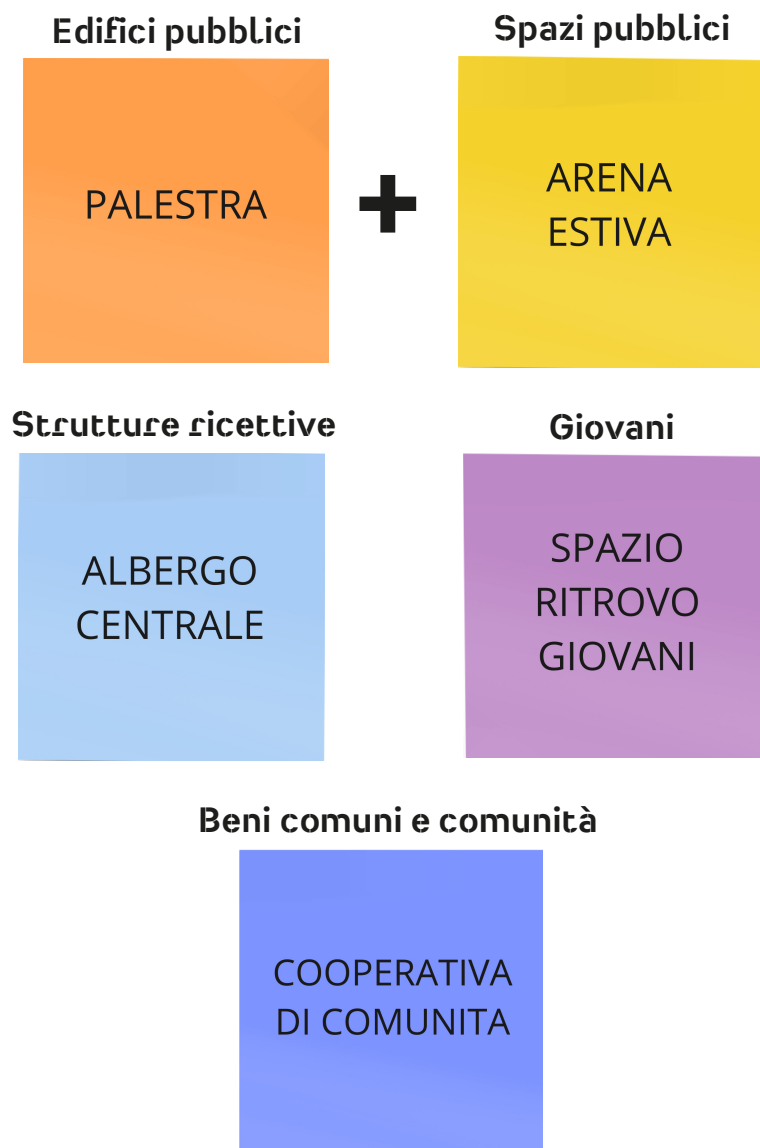 Edifici pubblici
Spazi pubblici
PALESTRA
+
ARENA
ESTIVA
Strutture ricettive
Giovani
ALBERGO
CENTRALE
SPAZIO
RITROVO
GIOVANI
Beni comuni e comunità
COOPERATIVA
DI COMUNITA